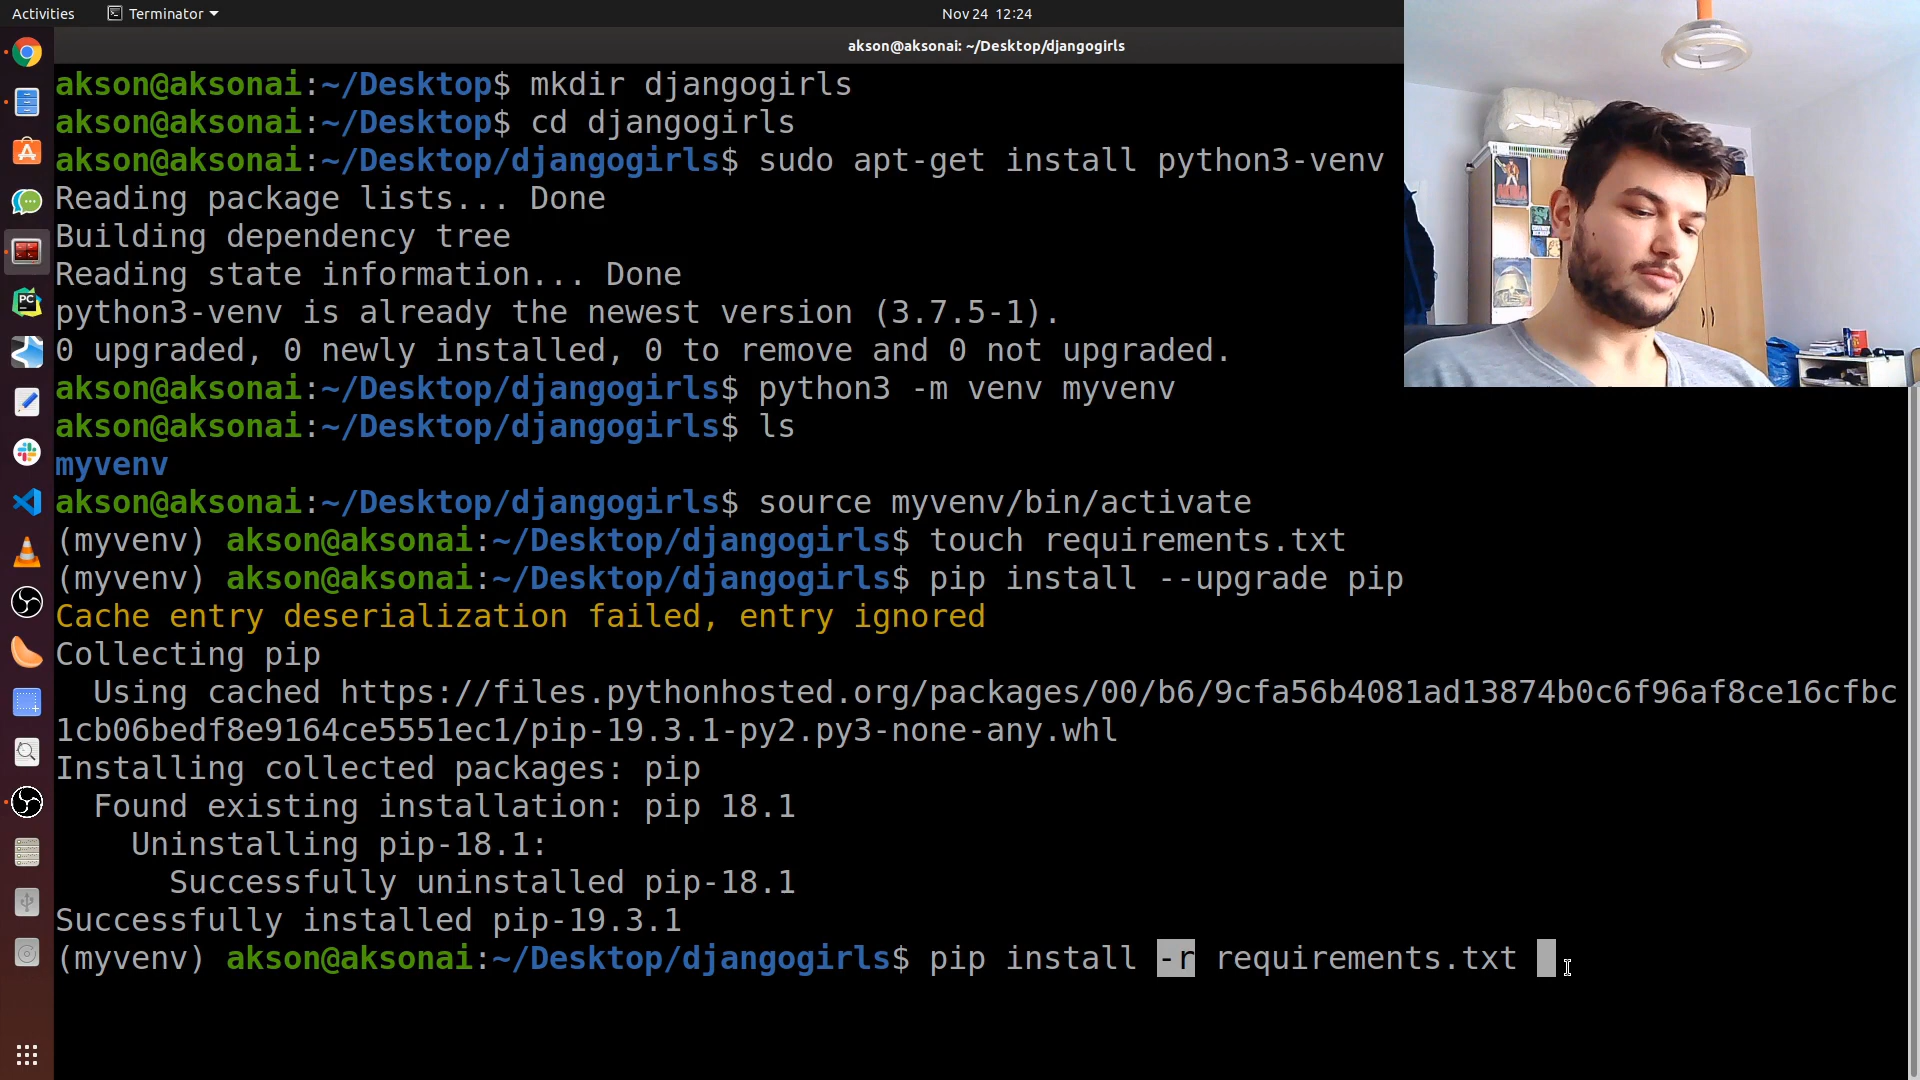 Activities
Terminator
Nov 24 12:24
akson@aksonai: ~/Desktop/djangogirls
akson@aksonai:~/Desktop$ mkdir djangogirls
akson@aksonai:~/Desktop$ cd djangogirls
akson@aksonai:~/Desktop/djangogirls$ sudo apt-get install python3-venv
Reading package lists... Done
Building dependency tree
Reading state information... Done
python3-venv is already the newest version (3.7.5-1).
0 upgraded, 0 newly installed, 0 to remove and 0 not upgraded.
akson@aksonai:~/Desktop/djangogirls$ python3 -m venv myvenv
akson@aksonai:~/Desktop/djangogirls$ ls
myvenv
akson@aksonai:~/Desktop/djangogirls$ source myvenv/bin/activate
(myvenv) akson@aksonai:~/Desktop/djangogirls$ touch requirements.txt
(myvenv) akson@aksonai:~/Desktop/djangogirls$ pip install --upgrade pip
Cache entry deserialization failed, entry ignored
Collecting pip
  Using cached https://files.pythonhosted.org/packages/00/b6/9cfa56b4081ad13874b0c6f96af8ce16cfbc
1cb06bedf8e9164ce5551ec1/pip-19.3.1-py2.py3-none-any.whl
Installing collected packages: pip
  Found existing installation: pip 18.1
    Uninstalling pip-18.1:
      Successfully uninstalled pip-18.1
Successfully installed pip-19.3.1
(myvenv) akson@aksonai:~/Desktop/djangogirls$ pip install -r requirements.txt
PC